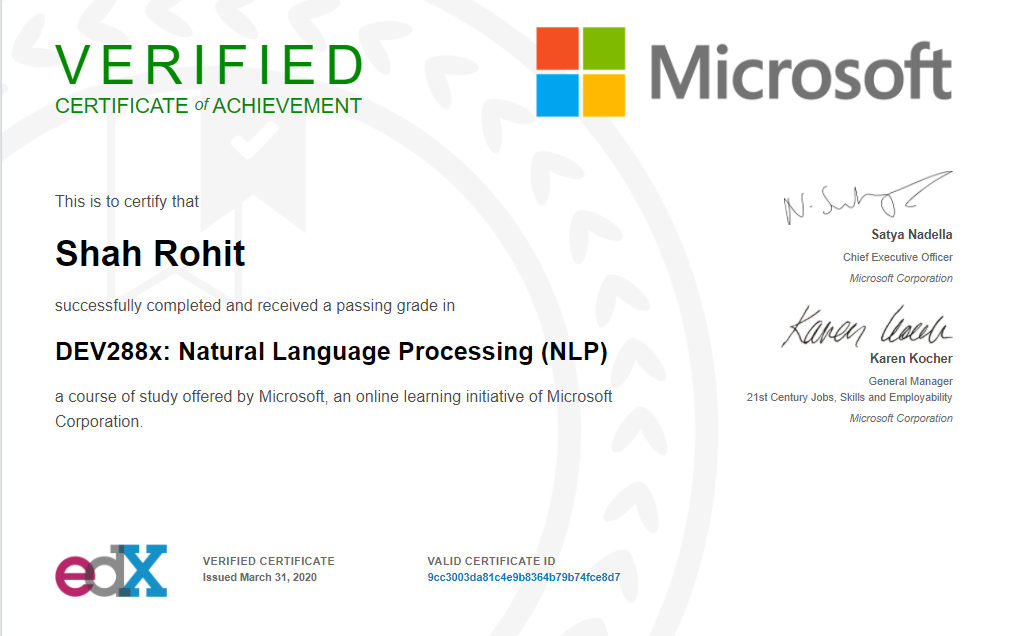 VERIFIED
CERTIFICATE of ACHIEVEMENT
Microsoft
This is to certify that
Shah Rohit
successfully completed and received a passing grade in
DEV288x: Natural Language Processing (NLP)
a course of study offered by Microsoft, an online learning initiative of Microsoft
Corporation.
N. Satya
Satya Nadella
Chief Executive Officer
Microsoft Corporation
Karen Kocher
Karen Kocher
General Manager
21st Century Jobs, Skills and Employability
Microsoft Corporation
edX
VERIFIED CERTIFICATE
Issued March 31, 2020
VALID CERTIFICATE ID
9cc3003da81c4e9b8364b79b74fce8d7